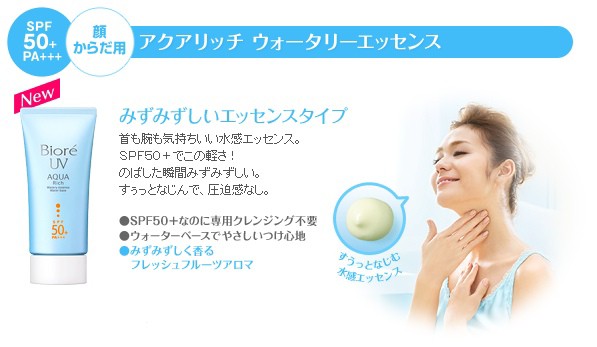 SPF
50+
PA+++
顔
からだ用
アクアリッチ ウォータリーエッセンス
New
みずみずしいエッセンスタイプ
首も腕も気持ちいい水感エッセンス。
SPF50+でこの軽さ!
のばした瞬間みずみずしい。
すぅっとなじんで、圧迫感なし。
●SPF50+なのに専用クレンジング不要
●ウォーターベースでやさしいつけ心地
●みずみずしく香る
フレッシュフルーツアロマ
Bioré
UV
AQUA
Rich
50+
PA+++
すうっとなじむ
水感エッセンス